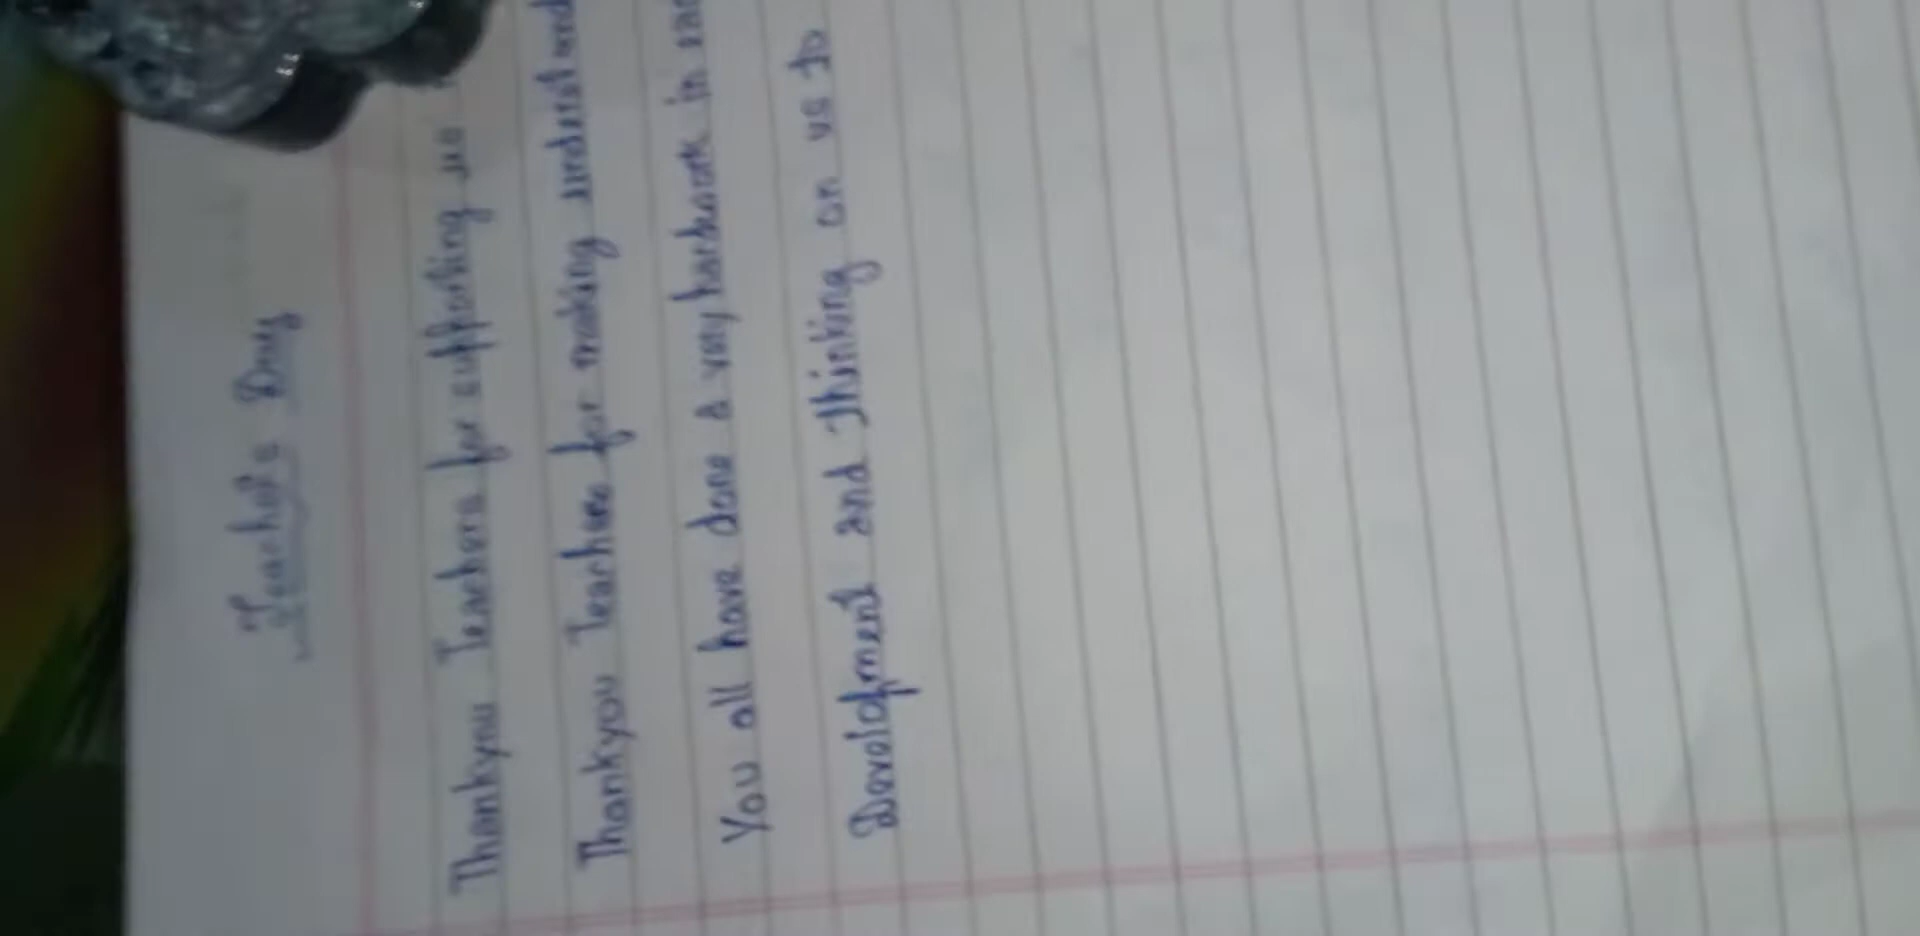 Teacher's Day
Thankyou Teachers for supporting us
Thankyou Teachers for making understand
You all have done a very hardwork in
Development and thinking on us to